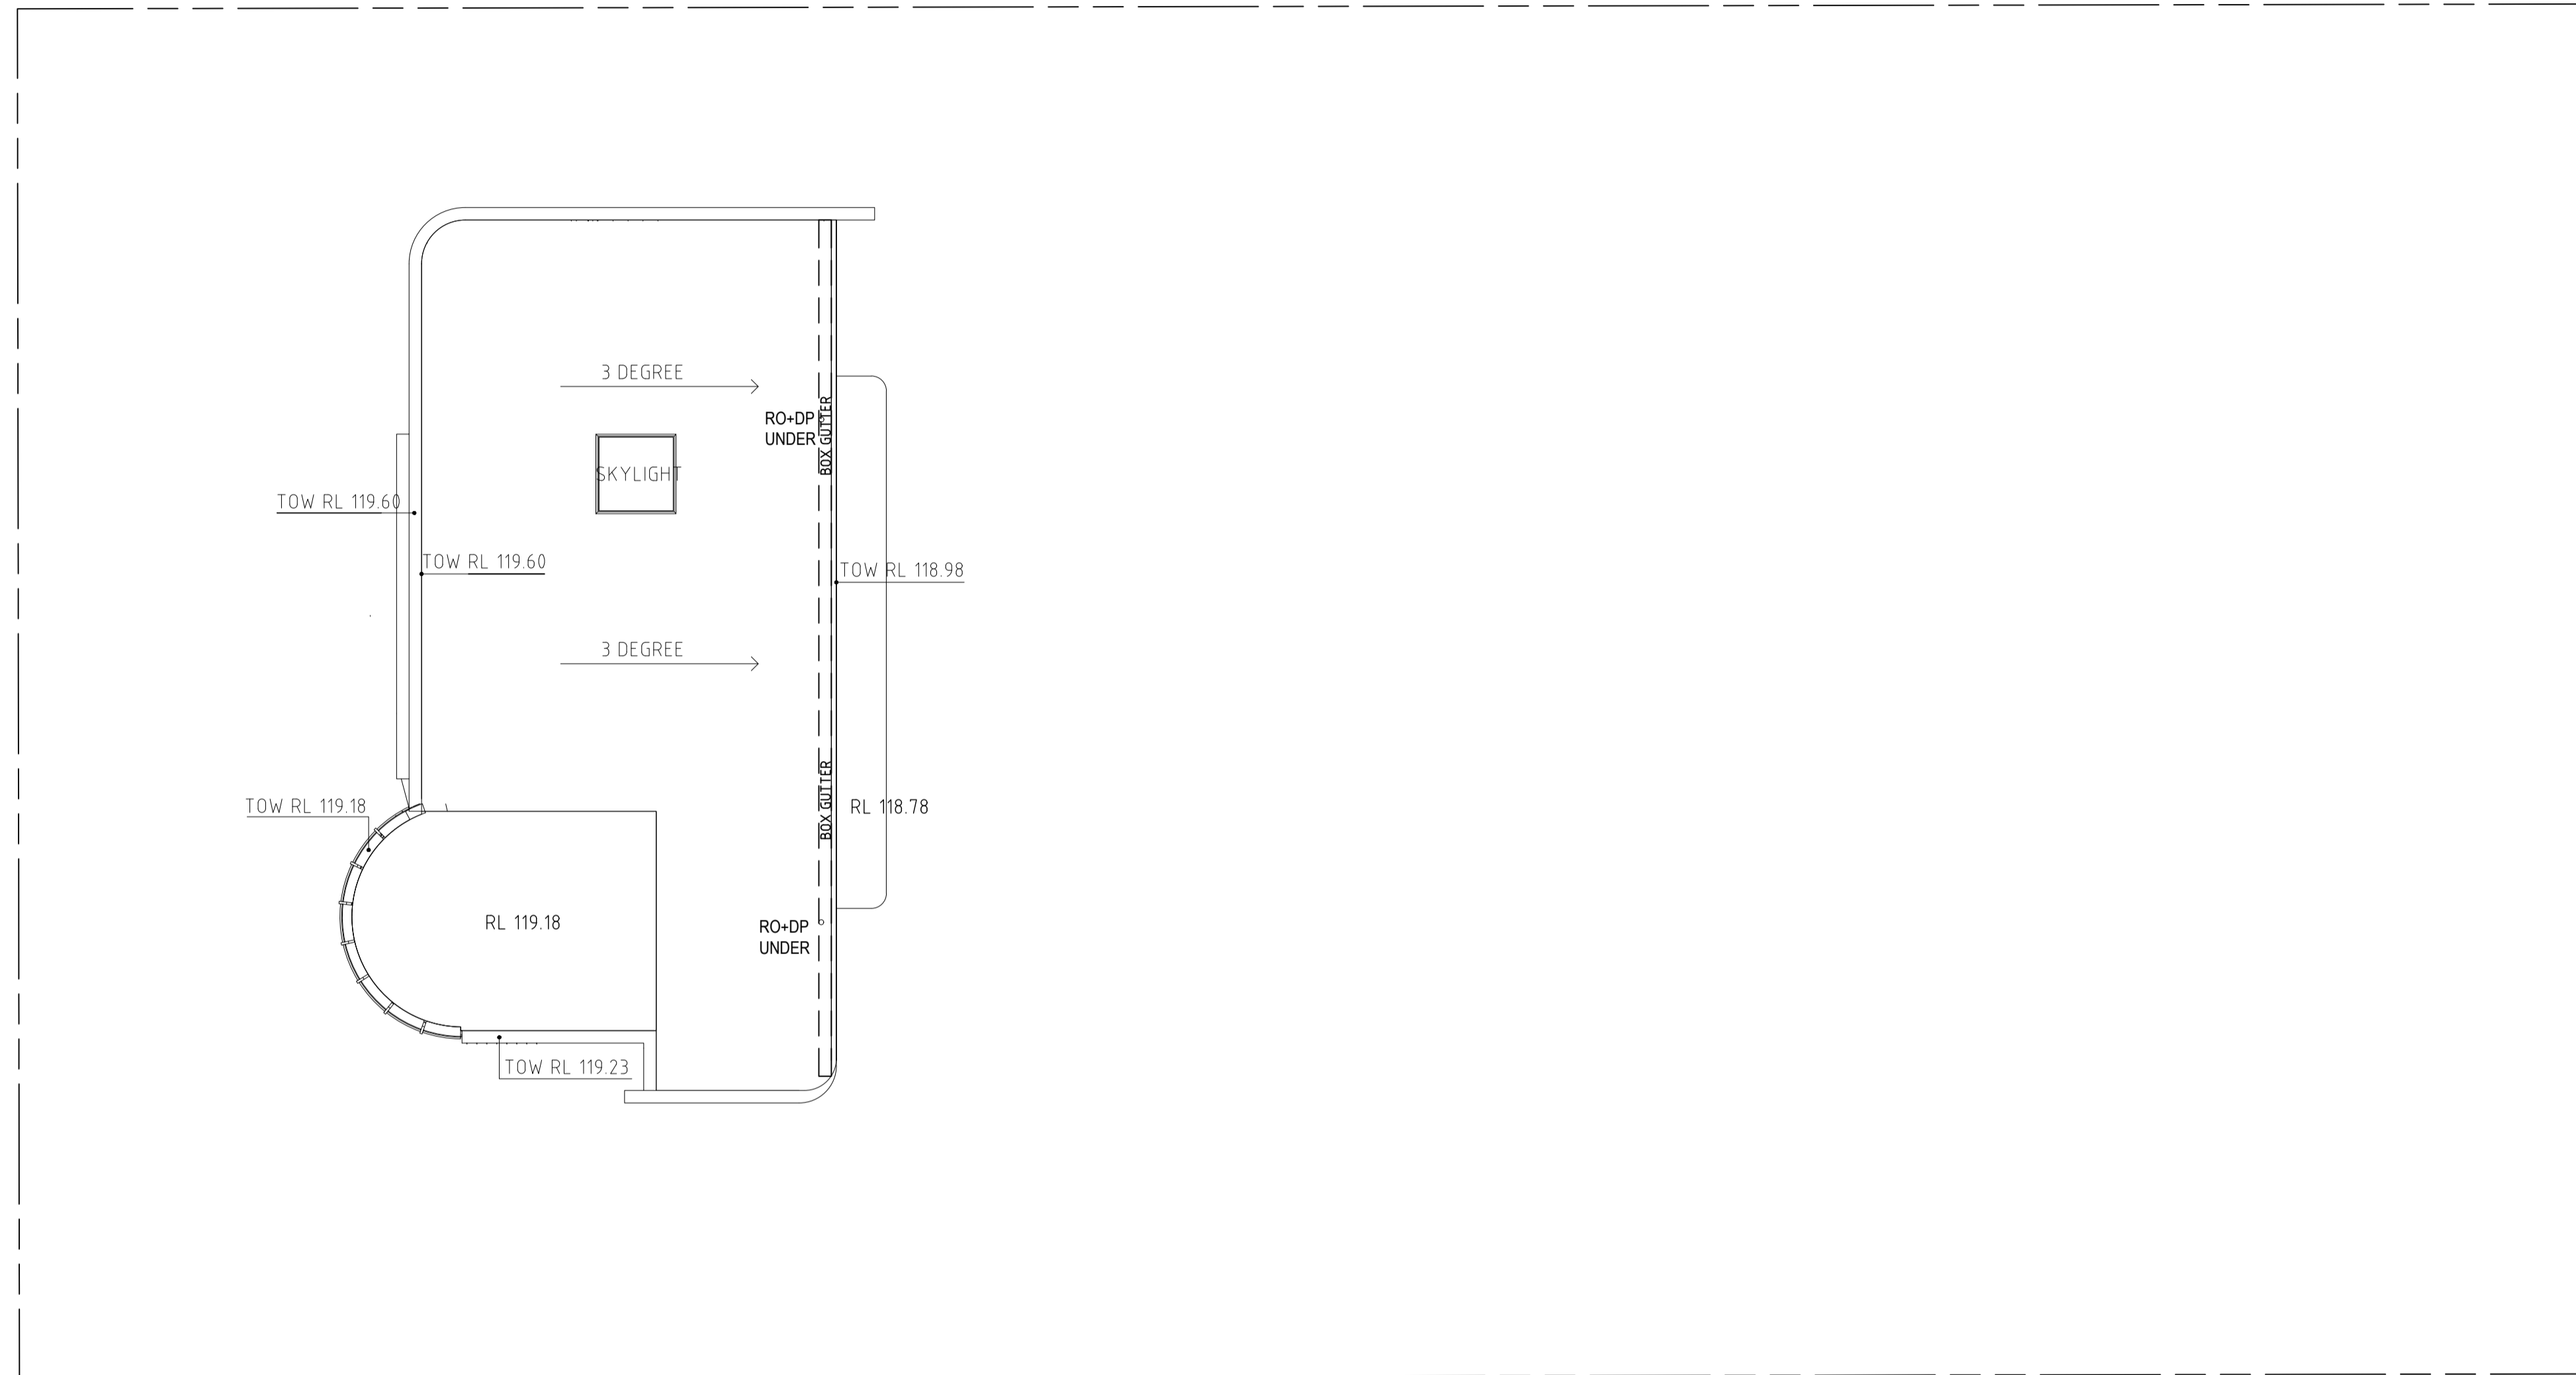 3 DEGREE
RO+DP
UNDER
BOX GUTTER
SKYLIGHT
TOW RL 119.60
TOW RL 119.60
TOW RL 118.98
3 DEGREE
BOX GUTTER
TOW RL 119.18
RL 118.78
RL 119.18
RO+DP
UNDER
TOW RL 119.23